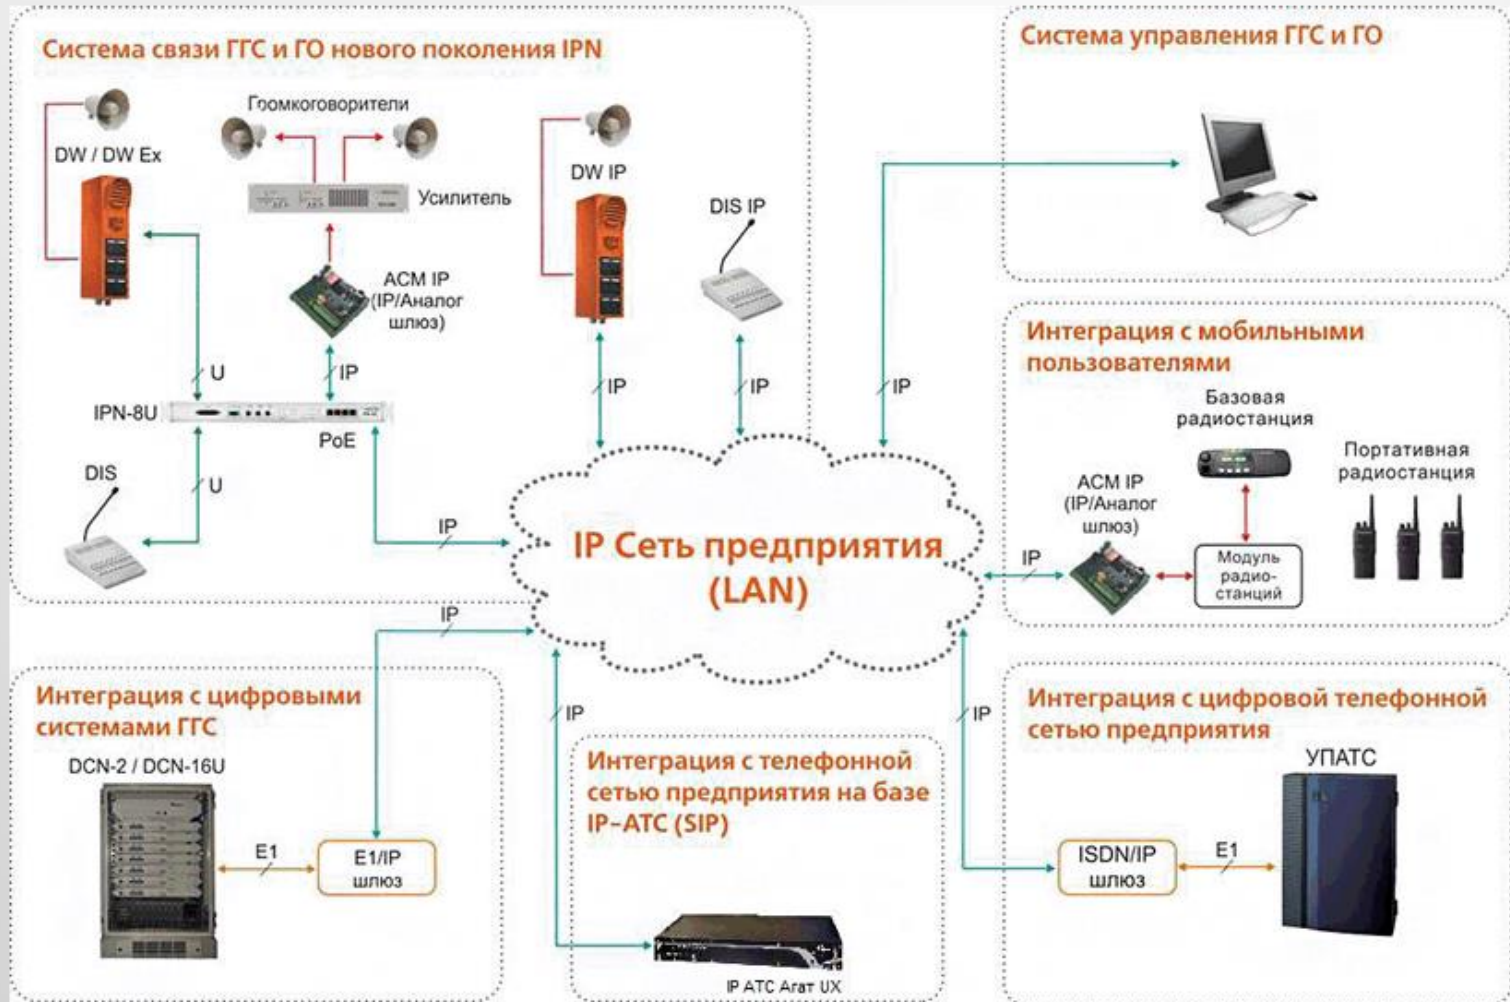 Система связи ГГС и ГО нового поколения IPN
Громкоговорители
DW / DW Ex
Усилитель
ACM IP
(IP/Аналог
шлюз)
DW IP
DIS IP
U
IP
IP
IP
IPN-8U
PoE
DIS
U
IP
Система управления ГГС и ГО
IP
Интеграция с мобильными
пользователями
Базовая
радиостанция
Портативная
радиостанция
ACM IP
(IP/Аналог
шлюз)
IP
Модуль
радио-
станций
IP Сеть предприятия
(LAN)
IP
Интеграция с цифровыми
системами ГГС
DCN-2 / DCN-16U
E1
E1/IP
шлюз
IP
Интеграция с телефонной
сетью предприятия на базе
IP-АТС (SIP)
IP АТС Агат UX
IP
Интеграция с цифровой телефонной
сетью предприятия
УПАТС
ISDN/IP
шлюз
E1